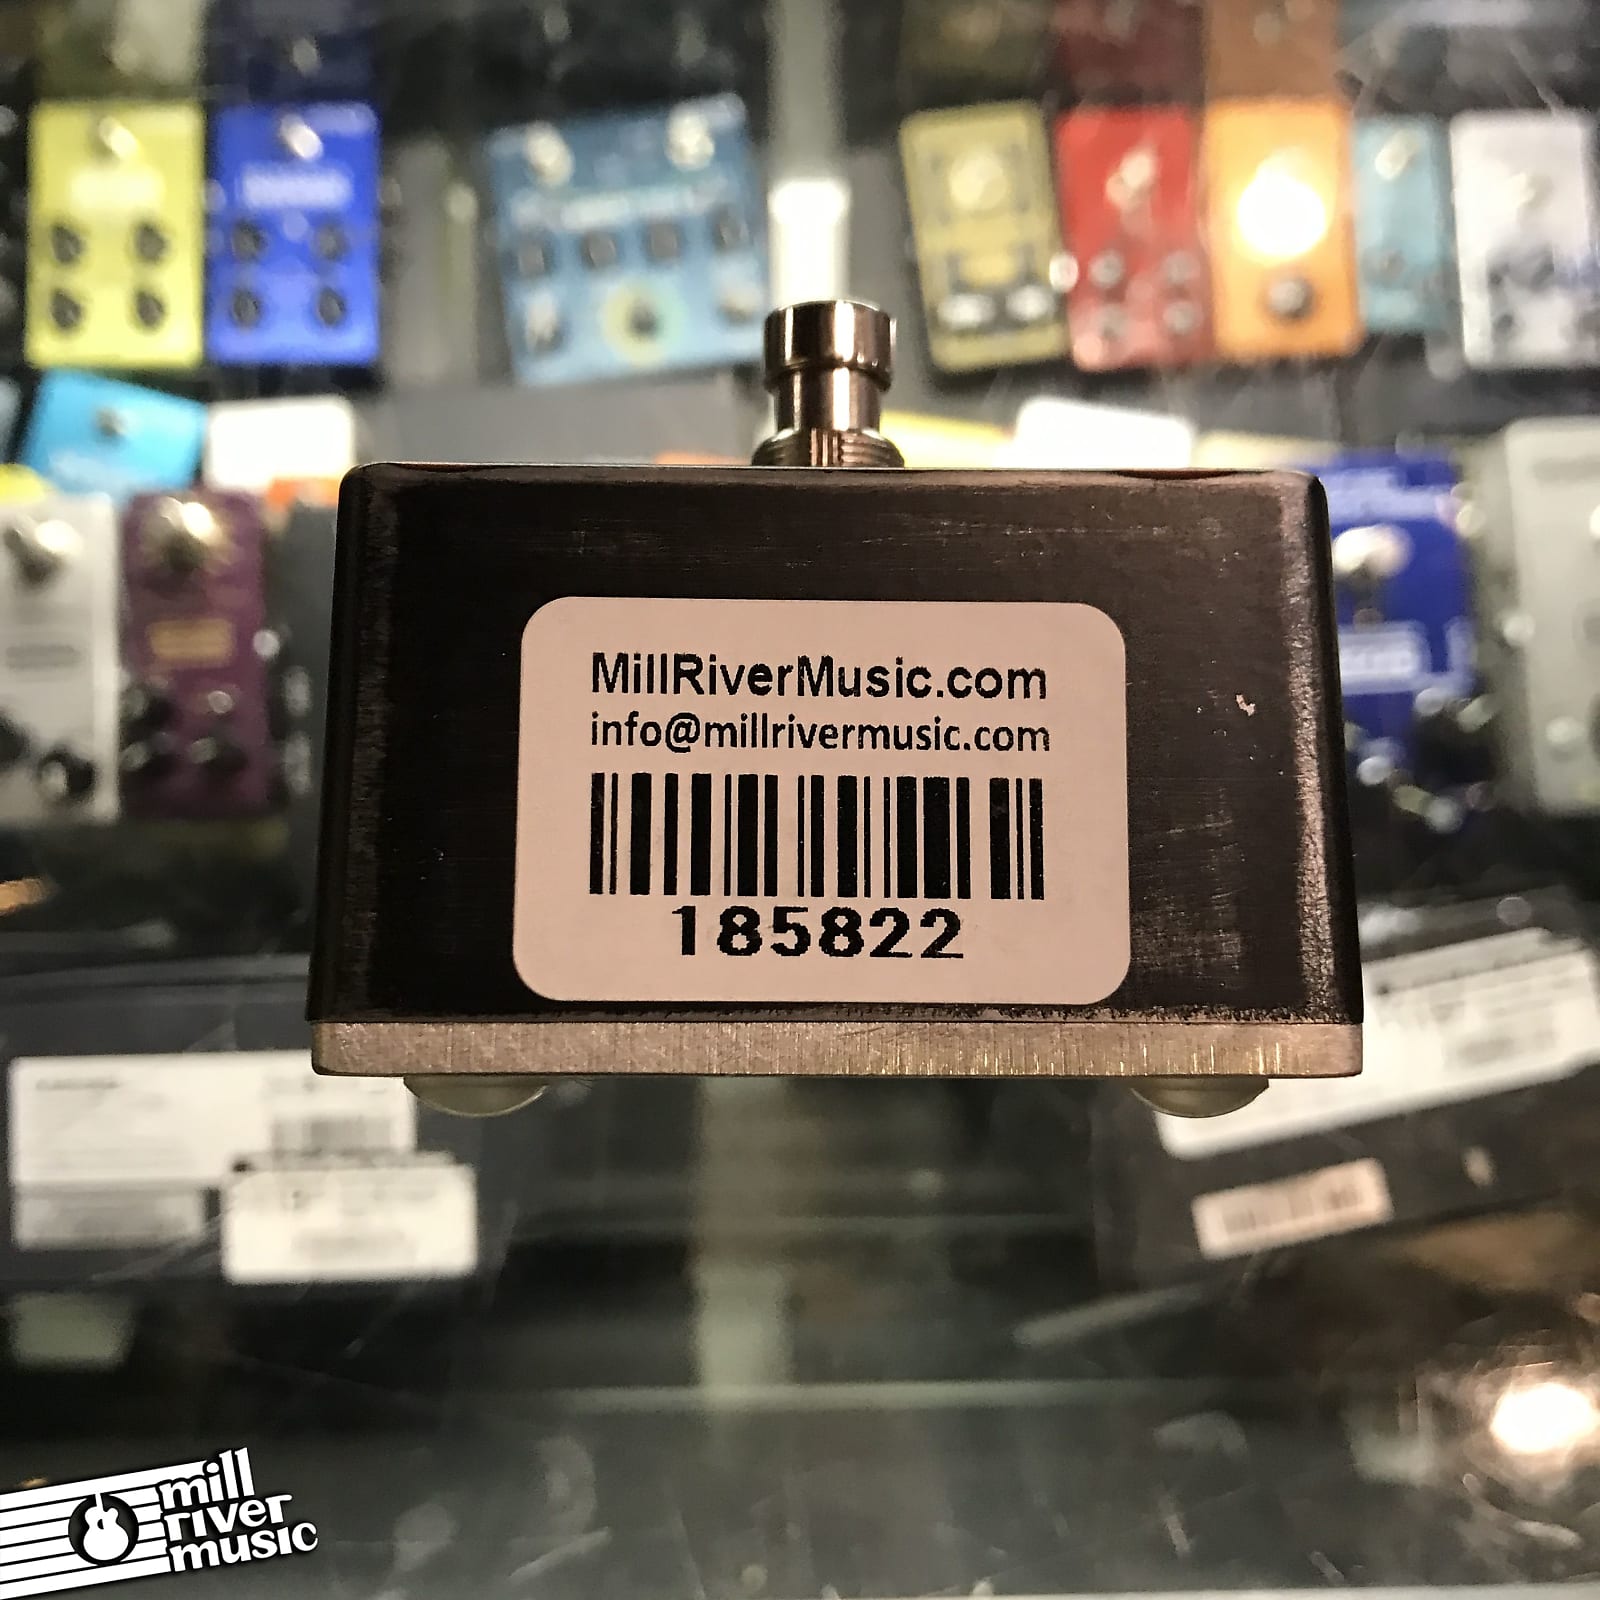 MillRiverMusic.com
info@millrivermusic.com
185822
mill
river
music